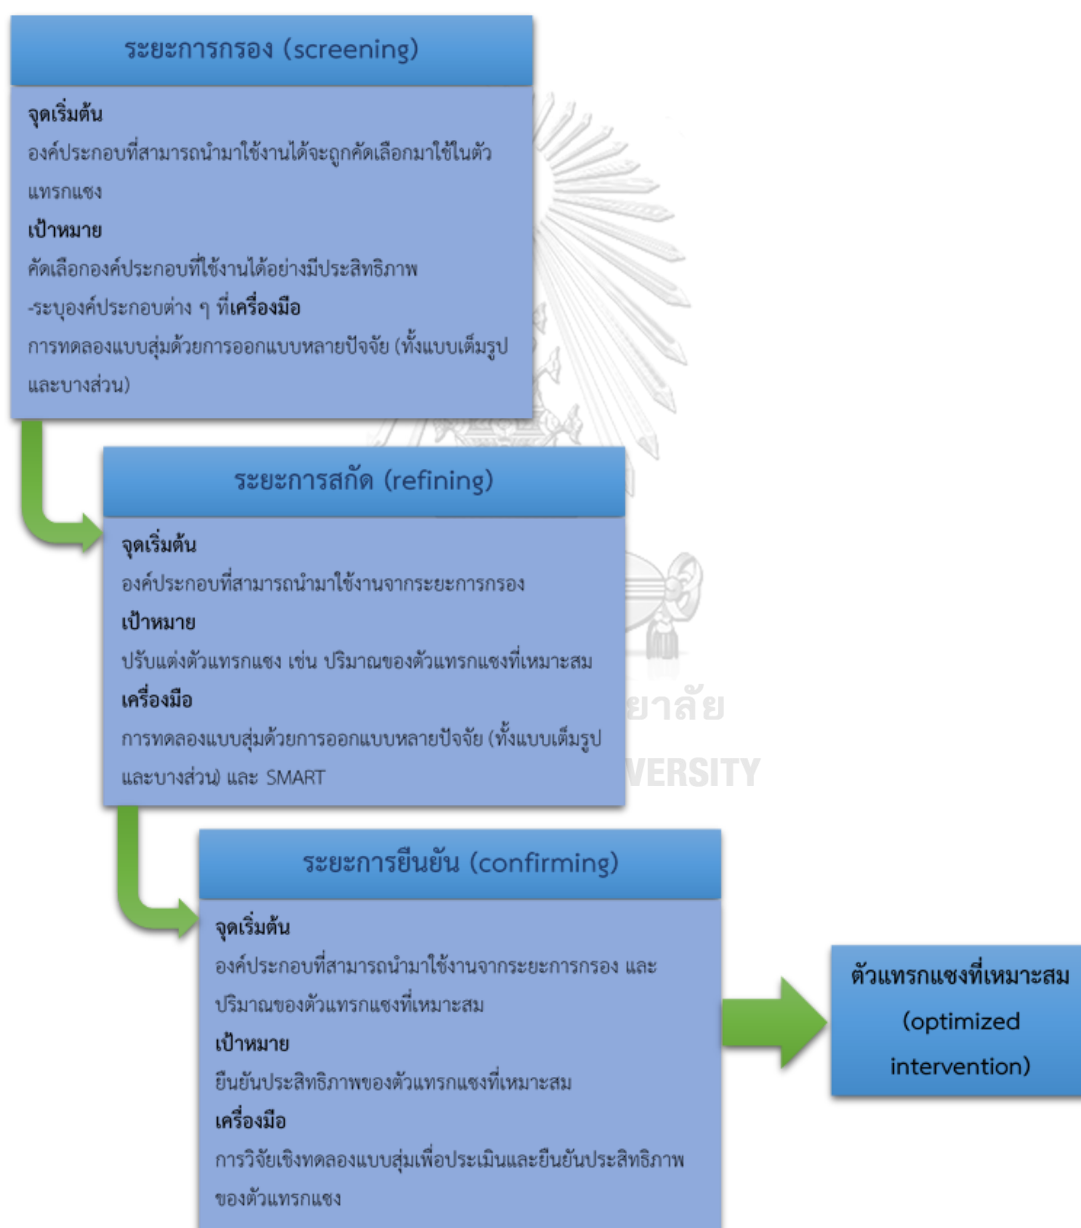 ระยะการกรอง (screening)
จุดเริ่มต้น
องค์ประกอบที่สามารถนำมาใช้งานได้จะถูกคัดเลือกมาใช้ในตัว
แทรกแซง
เป้าหมาย
คัดเลือกองค์ประกอบที่ใช้งานได้อย่างมีประสิทธิภาพ
-ระบุองค์ประกอบต่าง ๆ ที่เครื่องมือ
การทดลองแบบสุ่มด้วยการออกแบบหลายปัจจัย (ทั้งแบบเต็มรูป
และบางส่วน)
ระยะการสกัด (refining)
จุดเริ่มต้น
องค์ประกอบที่สามารถนำมาใช้งานจากระยะการกรอง
เป้าหมาย
ปรับแต่งตัวแทรกแซง เช่น ปริมาณของตัวแทรกแซงที่เหมาะสม
เครื่องมือ
การทดลองแบบสุ่มด้วยการออกแบบหลายปัจจัย (ทั้งแบบเต็มรูป
และบางส่วน) และ SMART
ยาลัย
VERSITY
ระยะการยืนยัน (confirming)
จุดเริ่มต้น
องค์ประกอบที่สามารถนำมาใช้งานจากระยะการกรอง และ
ปริมาณของตัวแทรกแซงที่เหมาะสม
เป้าหมาย
ยืนยันประสิทธิภาพของตัวแทรกแซงที่เหมาะสม
เครื่องมือ
การวิจัยเชิงทดลองแบบสุ่มเพื่อประเมินและยืนยันประสิทธิภาพ
ของตัวแทรกแซง
ตัวแทรกแซงที่เหมาะสม
(optimized
intervention)